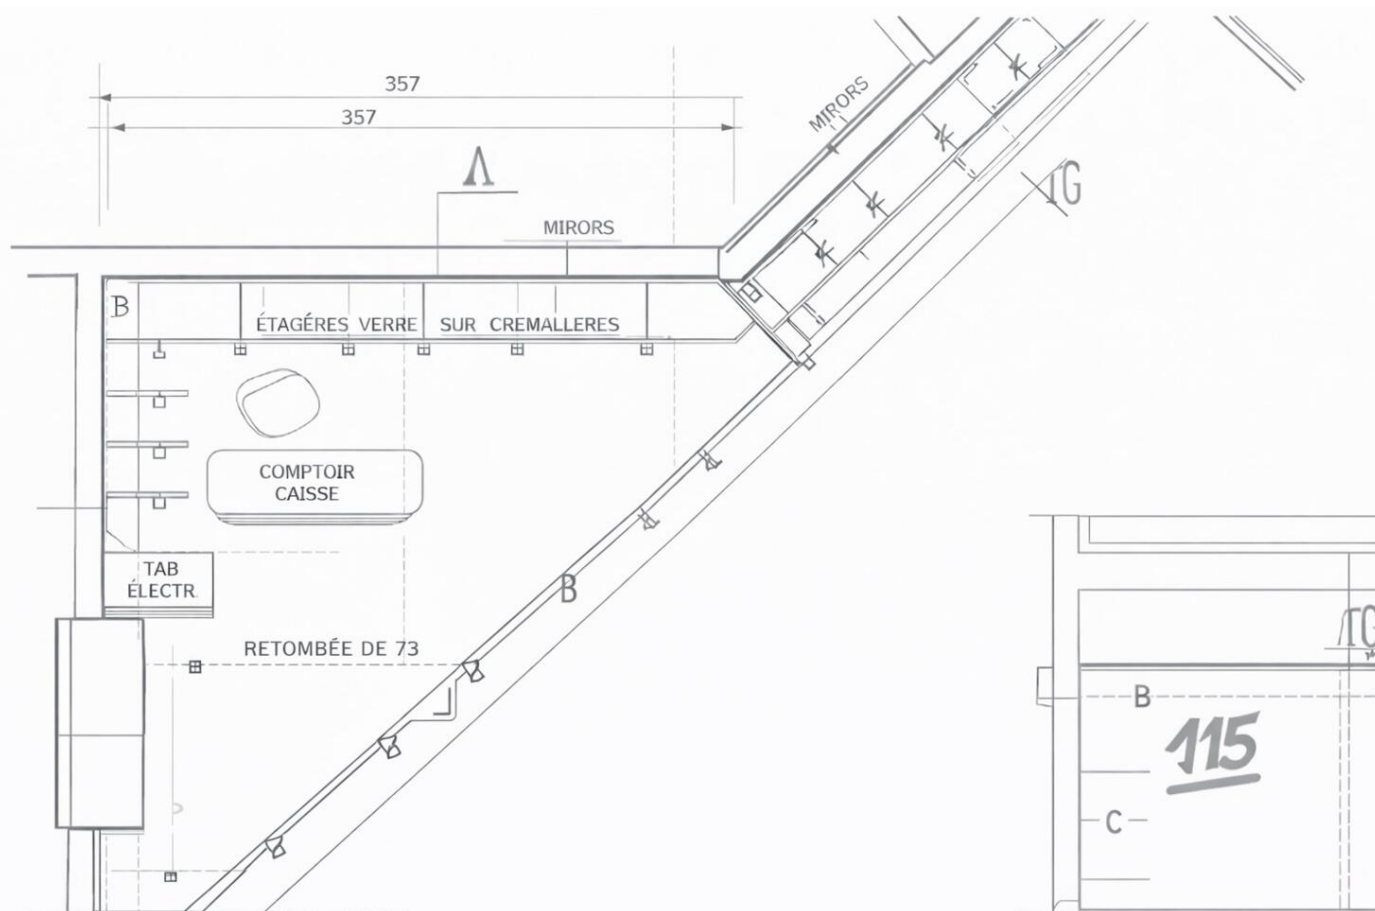 357
357
MIRORS
Λ
MIRORS
TG
B
ÉTAGÉRES VERRE SUR CREMALLERES
COMPTOIR
CAISSE
TAB
ÉLECTR.
B
RETOMBÉE DE 73
TG
B
115
C